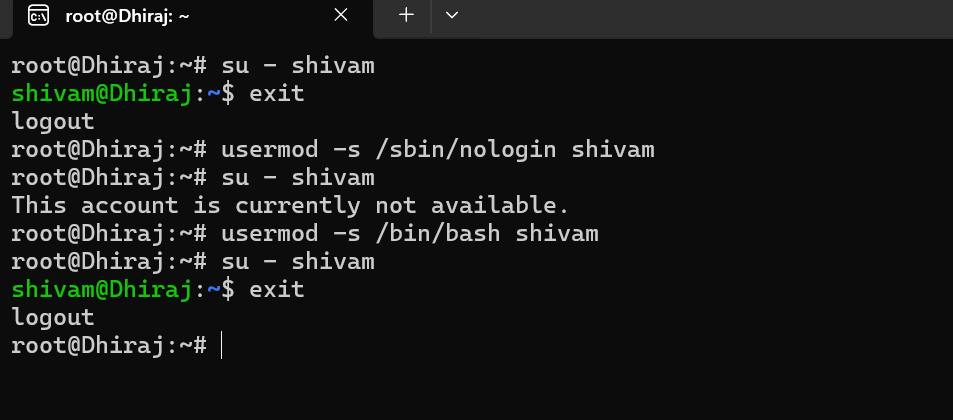 root@Dhiraj: ~
root@Dhiraj:~# su - shivam
shivam@Dhiraj:~$ exit
logout
root@Dhiraj:~# usermod -s /sbin/nologin shivam
root@Dhiraj:~# su - shivam
This account is currently not available.
root@Dhiraj:~# usermod -s /bin/bash shivam
root@Dhiraj:~# su - shivam
shivam@Dhiraj:~$ exit
logout
root@Dhiraj:~#